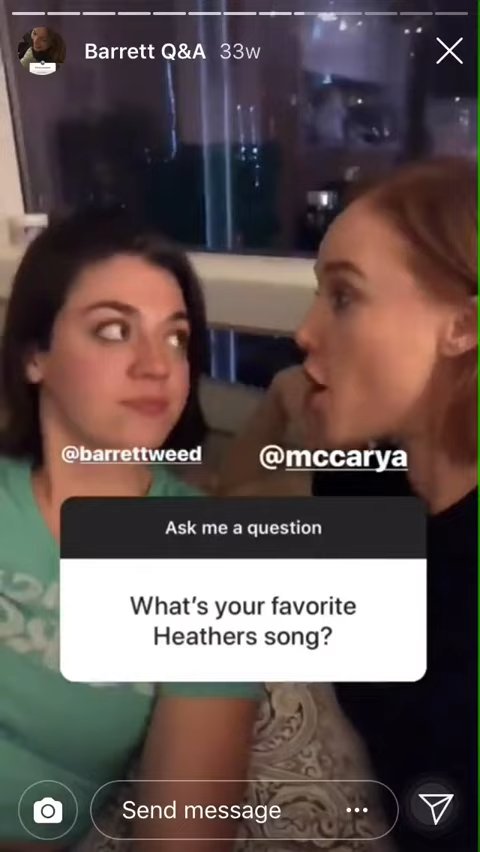 Barrett Q&A 33w
@barrettweed
@mccarya
Ask me a question
What's your favorite
Heathers song?
Send message